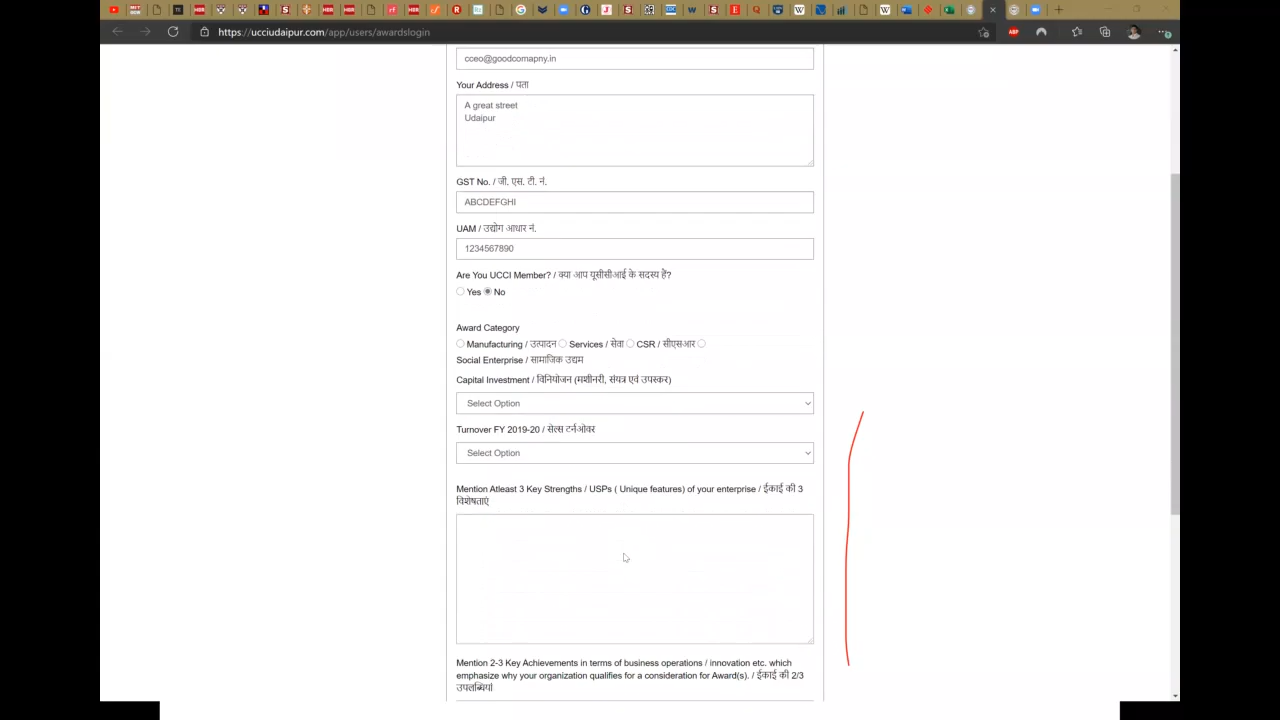 https://ucciudaipur.com/app/users/awardslogin
cceo@goodcomapny.in
Your Address / पता
A great street
Udaipur
GST No. / जी. एस. टी. नं.
ABCDEFGHI
UAM / उद्योग आधार नं.
1234567890
Are You UCCI Member? / क्या आप यूसीसीआई के सदस्य हैं?
Yes No
Award Category
Manufacturing / उत्पादन Services / सेवा CSR / सीएसआर
Social Enterprise / सामाजिक उद्यम
Capital Investment / विनियोजन (मशीनरी, संयत्र एवं उपस्कर)
Select Option
Turnover FY 2019-20 / सेल्स टर्नओवर
Select Option
Mention Atleast 3 Key Strengths / USPs ( Unique features) of your enterprise / ईकाई की 3
विशेषताएं
Mention 2-3 Key Achievements in terms of business operations / innovation etc. which
emphasize why your organization qualifies for a consideration for Award(s). / ईकाई की 2/3
उपलब्धियां